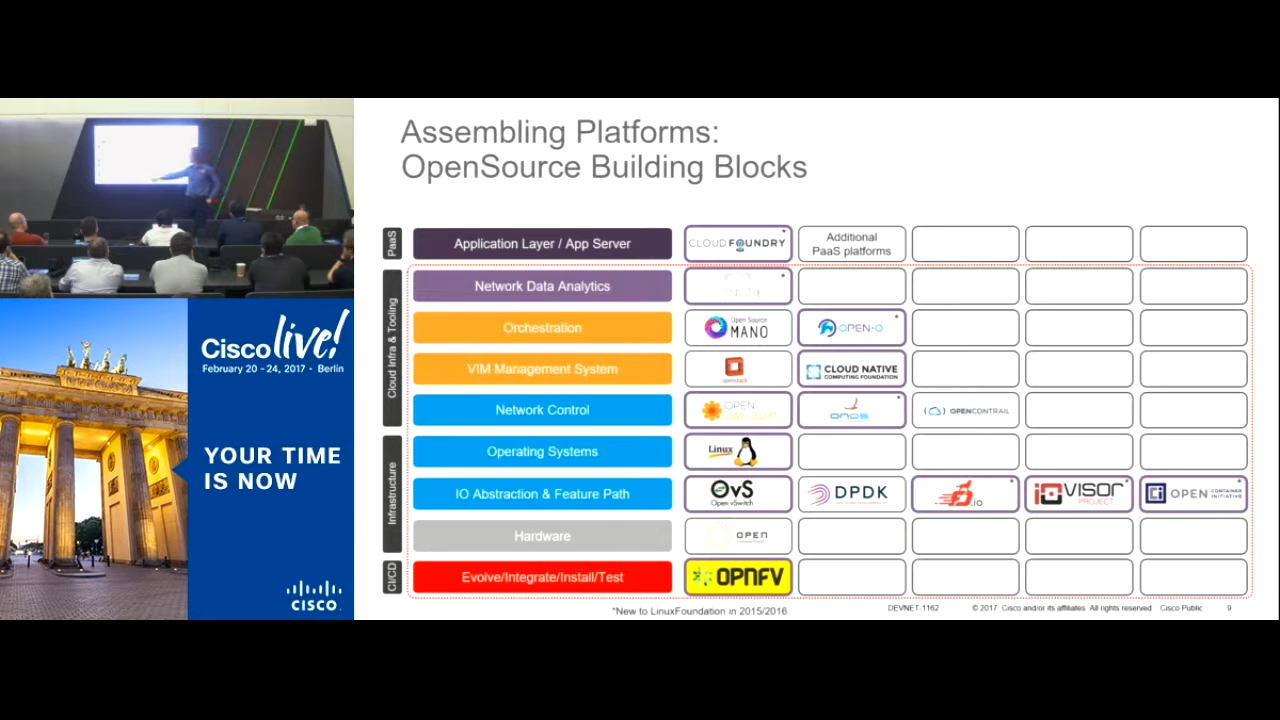 Assembling Platforms:
OpenSource Building Blocks
PaaS
Application Layer / App Server
CLOUDFOUNDRY
*
Additional
PaaS platforms
Cloud Infra & Tooling
Network Data Analytics
*
Orchestration
Open Source
MANO
OPEN-O
*
VIM Management System
openstack
CLOUD NATIVE
COMPUTING FOUNDATION
Network Control
OPEN
DAYLIGHT
onos
*
OPENCONTRAIL
Infrastructure
Operating Systems
Linux
IO Abstraction & Feature Path
OVS
Open vSwitch
DPDK
.io
*
IOVISOR
PROJECT
*
OPEN CONTAINER
INITIATIVE
*
Hardware
OPEN
CI/CD
Evolve/Integrate/Install/Test
OPNFV
*New to LinuxFoundation in 2015/2016
DEVNET-1162
© 2017 Cisco and/or its affiliates. All rights reserved
Cisco Public
9
Cisco live!
February 20 - 24, 2017 • Berlin
YOUR TIME
IS NOW
CISCO